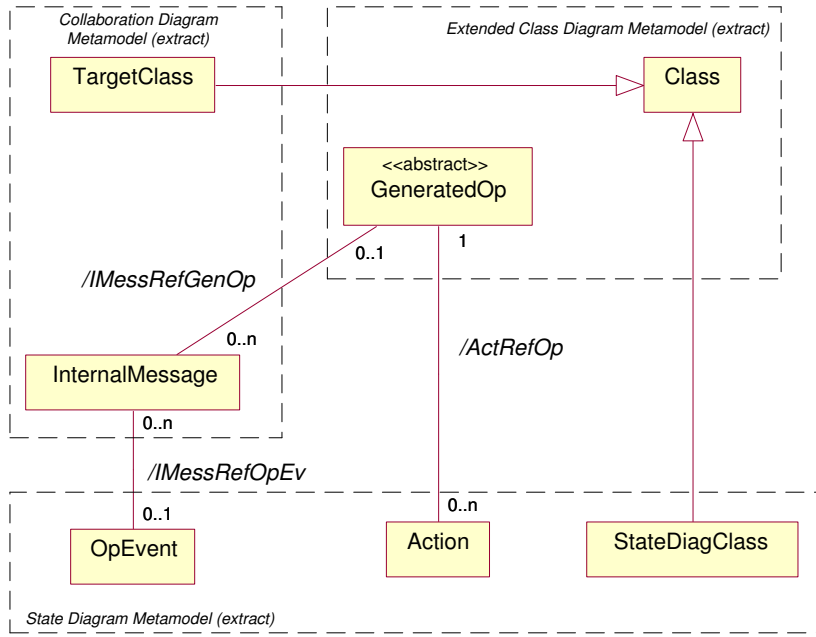 Collaboration Diagram
Metamodel (extract)
Extended Class Diagram Metamodel (extract)
TargetClass
Class
<<abstract>>
GeneratedOp
0..1
1
/IMessRefGenOp
0..n
/ActRefOp
InternalMessage
0..n
/IMessRefOpEv
0..1
0..n
OpEvent
Action
StateDiagClass
State Diagram Metamodel (extract)